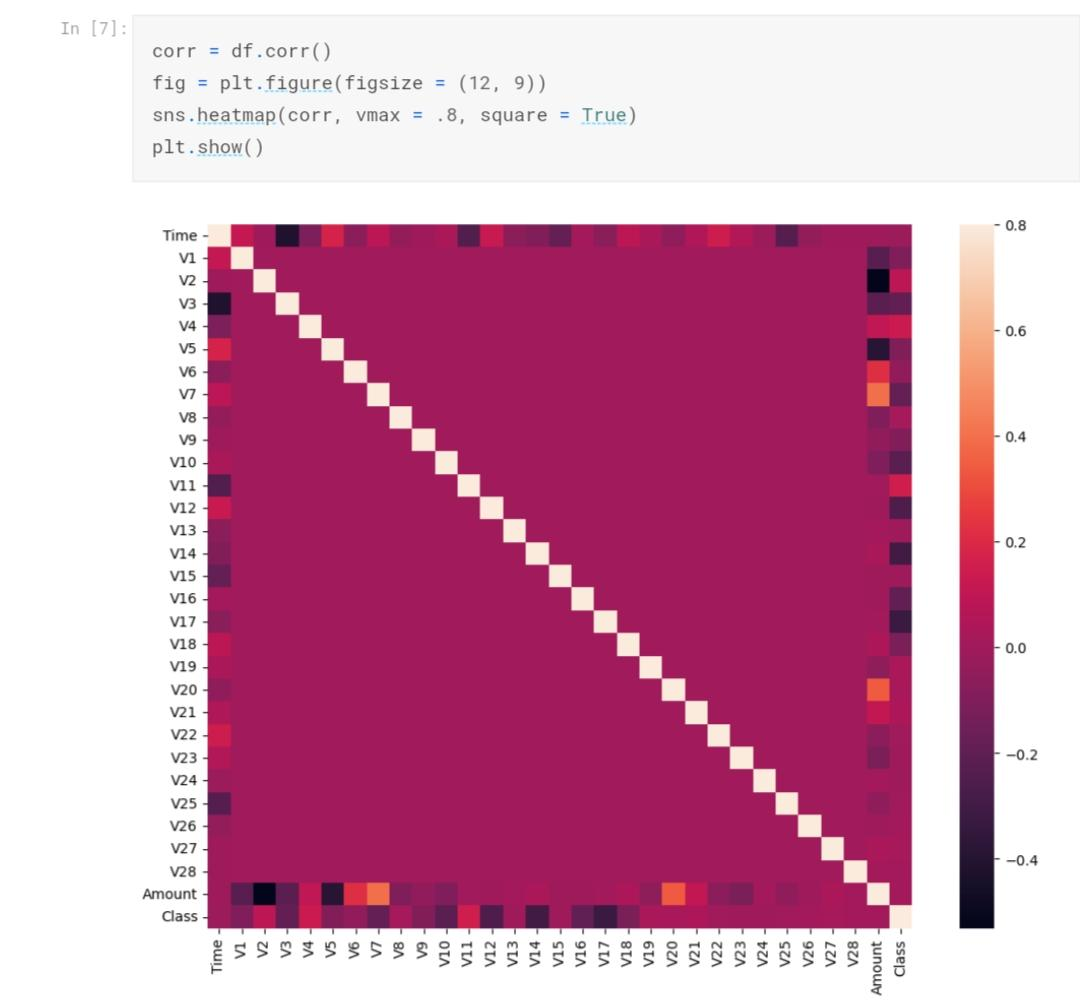 In [7]:
corr = df.corr()
fig = plt.figure(figsize = (12, 9))
sns.heatmap(corr, vmax = .8, square = True)
plt.show()
Time
V1
V2
V3
V4
V5
V6
V7
V8
V9
V10
V11
V12
V13
V14
V15
V16
V17
V18
V19
V20
V21
V22
V23
V24
V25
V26
V27
V28
Amount
Class
Time V1 V2 V3 V4 V5 V6 V7 V8 V9 V10 V11 V12 V13 V14 V15 V16 V17 V18 V19 V20 V21 V22 V23 V24 V25 V26 V27 V28 Amount Class
0.8
0.6
0.4
0.2
0.0
−0.2
−0.4